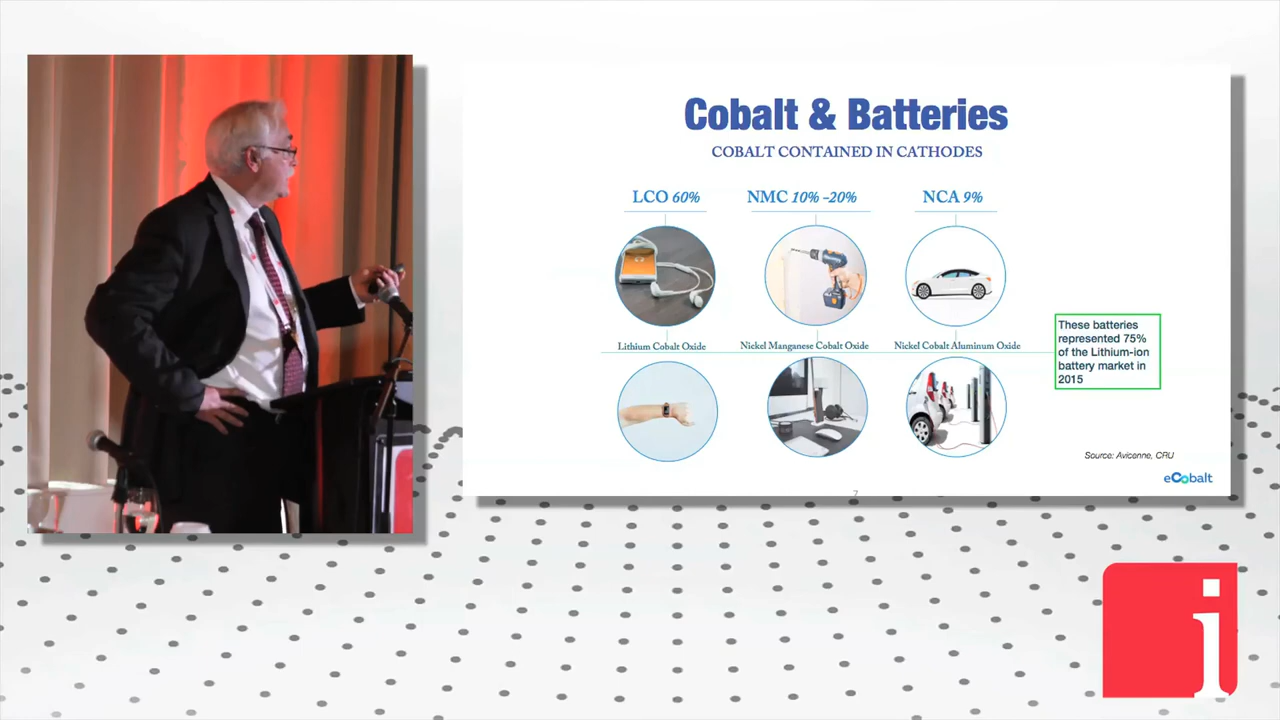 Cobalt & Batteries
COBALT CONTAINED IN CATHODES
LCO 60%
NMC 10% –20%
NCA 9%
Lithium Cobalt Oxide
Nickel Manganese Cobalt Oxide
Nickel Cobalt Aluminum Oxide
These batteries
represented 75%
of the Lithium-ion
battery market in
2015
Source: Avicenne, CRU
eCobalt
7
i